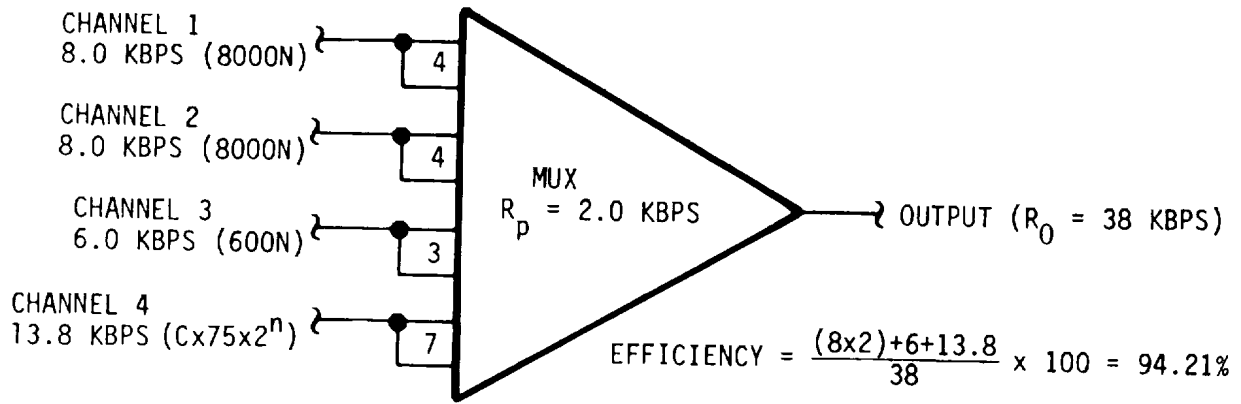 CHANNEL 1
8.0 KBPS (8000N)
4
CHANNEL 2
8.0 KBPS (8000N)
4
MUX
R_p = 2.0 KBPS
OUTPUT (R_0 = 38 KBPS)
CHANNEL 3
6.0 KBPS (600N)
3
CHANNEL 4
13.8 KBPS (Cx75x2^n)
7
EFFICIENCY = (8x2)+6+13.8 / 38 x 100 = 94.21%